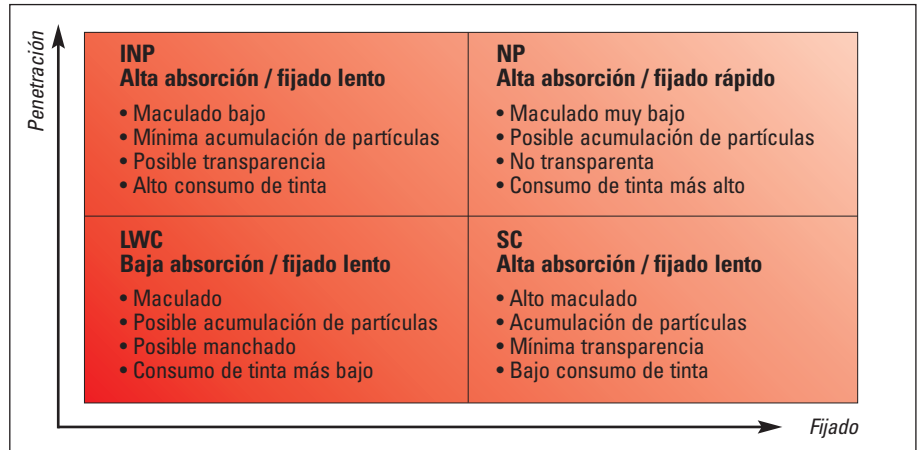 Penetración
INP
Alta absorción / fijado lento
• Maculado bajo
• Mínima acumulación de partículas
• Posible transparencia
• Alto consumo de tinta
NP
Alta absorción / fijado rápido
• Maculado muy bajo
• Posible acumulación de partículas
• No transparenta
• Consumo de tinta más alto
LWC
Baja absorción / fijado lento
• Maculado
• Posible acumulación de partículas
• Posible manchado
• Consumo de tinta más bajo
SC
Alta absorción / fijado lento
• Alto maculado
• Acumulación de partículas
• Mínima transparencia
• Bajo consumo de tinta
Fijado